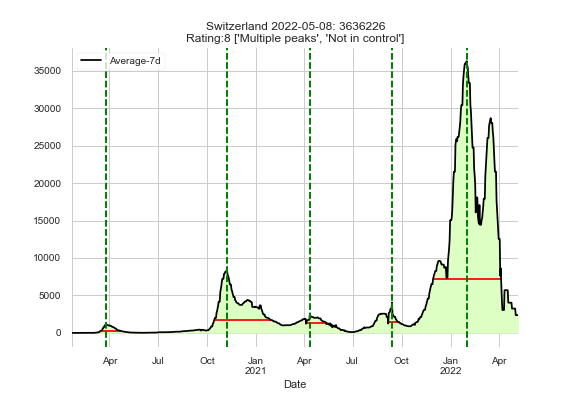 Switzerland 2022-05-08: 3636226
Rating:8 ['Multiple peaks', 'Not in control']
Average-7d
35000
30000
25000
20000
15000
10000
5000
0
Apr Jul Oct Jan Apr Jul Oct Jan Apr
2021 2022
Date